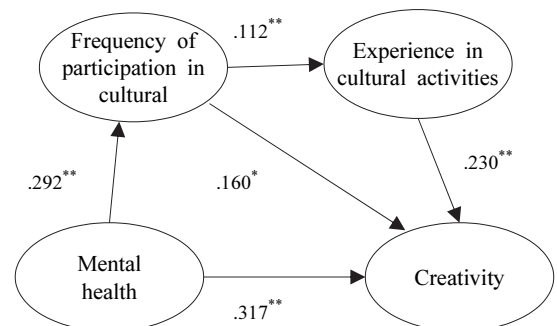 .112**
Frequency of
participation in
cultural
Experience in
cultural activities
.292**
.160*
.230**
Mental
health
Creativity
.317**